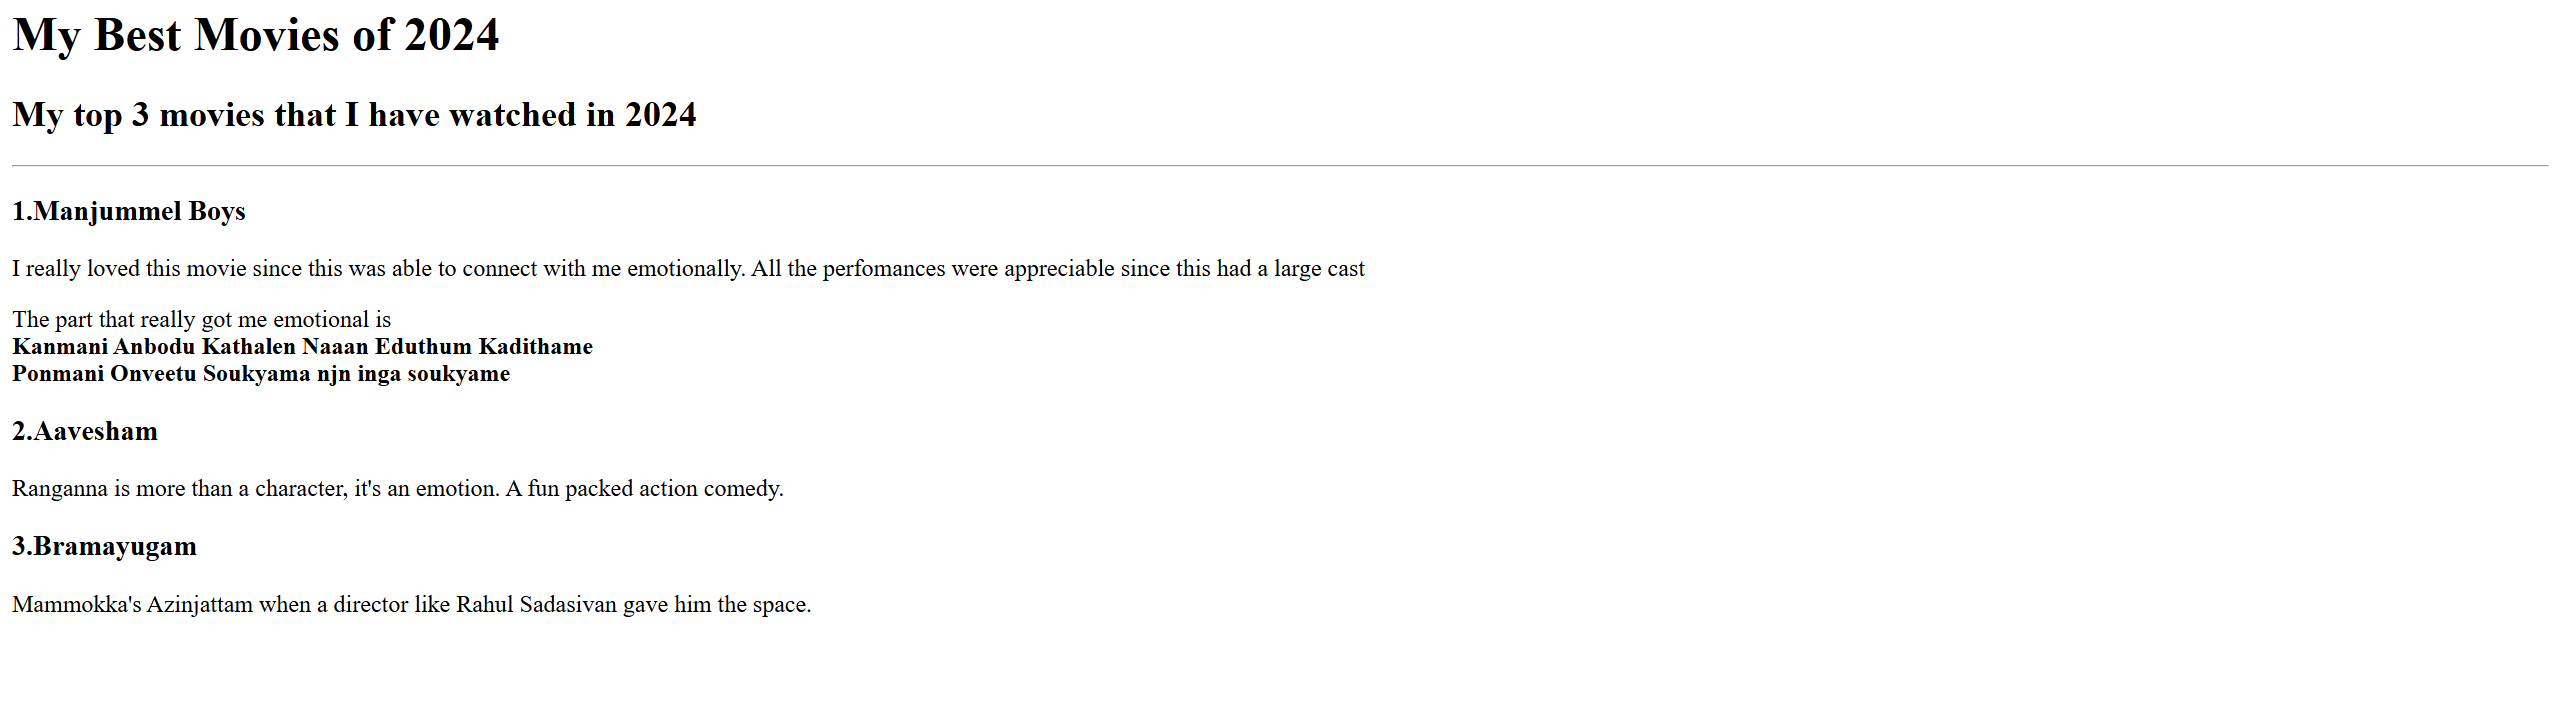 My Best Movies of 2024
My top 3 movies that I have watched in 2024
1.Manjummel Boys
I really loved this movie since this was able to connect with me emotionally. All the perfomances were appreciable since this had a large cast
The part that really got me emotional is
Kanmani Anbodu Kathalen Naaan Eduthum Kadithame
Ponmani Onveetu Soukyama njn inga soukyame
2.Aavesham
Ranganna is more than a character, it's an emotion. A fun packed action comedy.
3.Bramayugam
Mammokka's Azinjattam when a director like Rahul Sadasivan gave him the space.